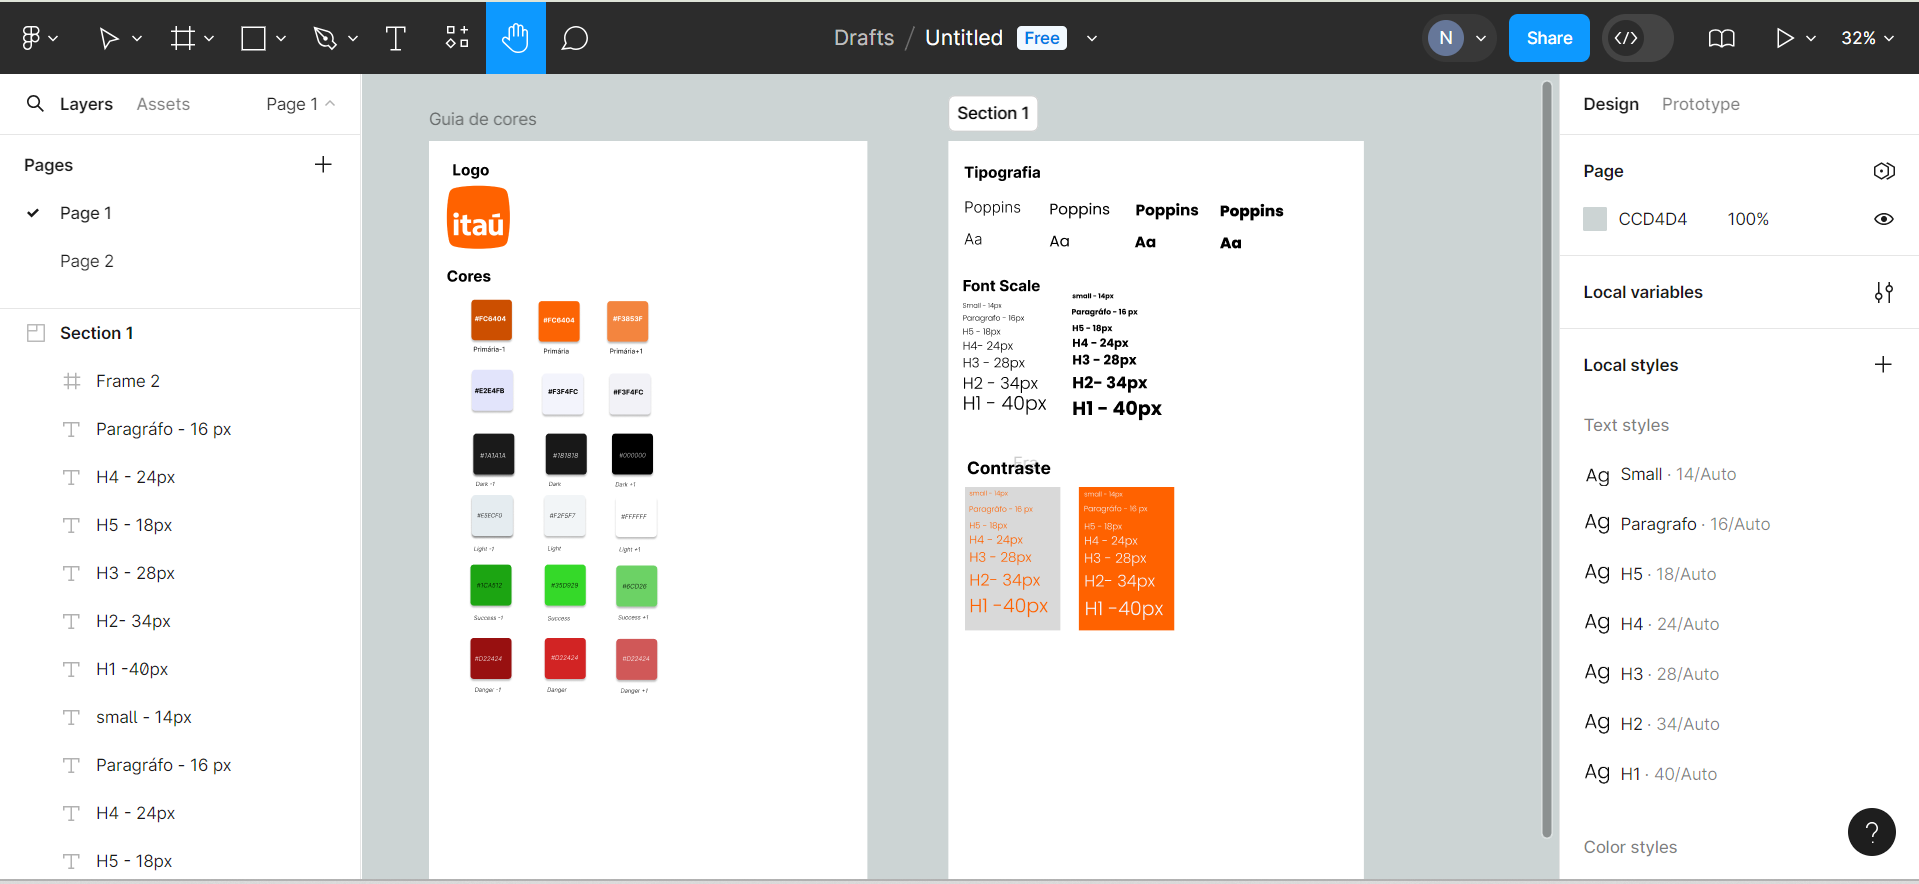 Drafts / Untitled Free
N
Share
32%
Layers Assets Page 1
Pages
Page 1
Page 2
Section 1
Frame 2
Paragráfo - 16 px
H4 - 24px
H5 - 18px
H3 - 28px
H2- 34px
H1 -40px
small - 14px
Paragráfo - 16 px
H4 - 24px
H5 - 18px
Guia de cores
Logo
itaú
Cores
#FC6404 #FC6404 #F3853F
Primária-1 Primária Primária+1
#E2E4FB #F3F4FC #F3F4FC
#1A1A1A #181818 #000000
Dark -1 Dark Dark +1
#E5ECF0 #F2F5F7 #FFFFFF
Light -1 Light Light +1
#1CA512 #35D929 #6CD26
Success -1 Success Success +1
#D22424 #D22424 #D22424
Danger -1 Danger Danger +1
Section 1
Tipografia
Poppins Poppins Poppins Poppins
Aa Aa Aa Aa
Font Scale
Small - 14px
Paragrafo - 16px
H5 - 18px
H4- 24px
H3 - 28px
H2 - 34px
H1 - 40px
small - 14px
Paragráfo - 16 px
H5 - 18px
H4 - 24px
H3 - 28px
H2- 34px
H1 - 40px
Contraste
small - 14px
Paragráfo - 16 px
H5 - 18px
H4 - 24px
H3 - 28px
H2- 34px
H1 -40px
small - 14px
Paragráfo - 16 px
H5 - 18px
H4 - 24px
H3 - 28px
H2- 34px
H1 -40px
Design Prototype
Page
CCD4D4 100%
Local variables
Local styles
Text styles
Ag Small · 14/Auto
Ag Paragrafo · 16/Auto
Ag H5 · 18/Auto
Ag H4 · 24/Auto
Ag H3 · 28/Auto
Ag H2 · 34/Auto
Ag H1 · 40/Auto
?
Color styles